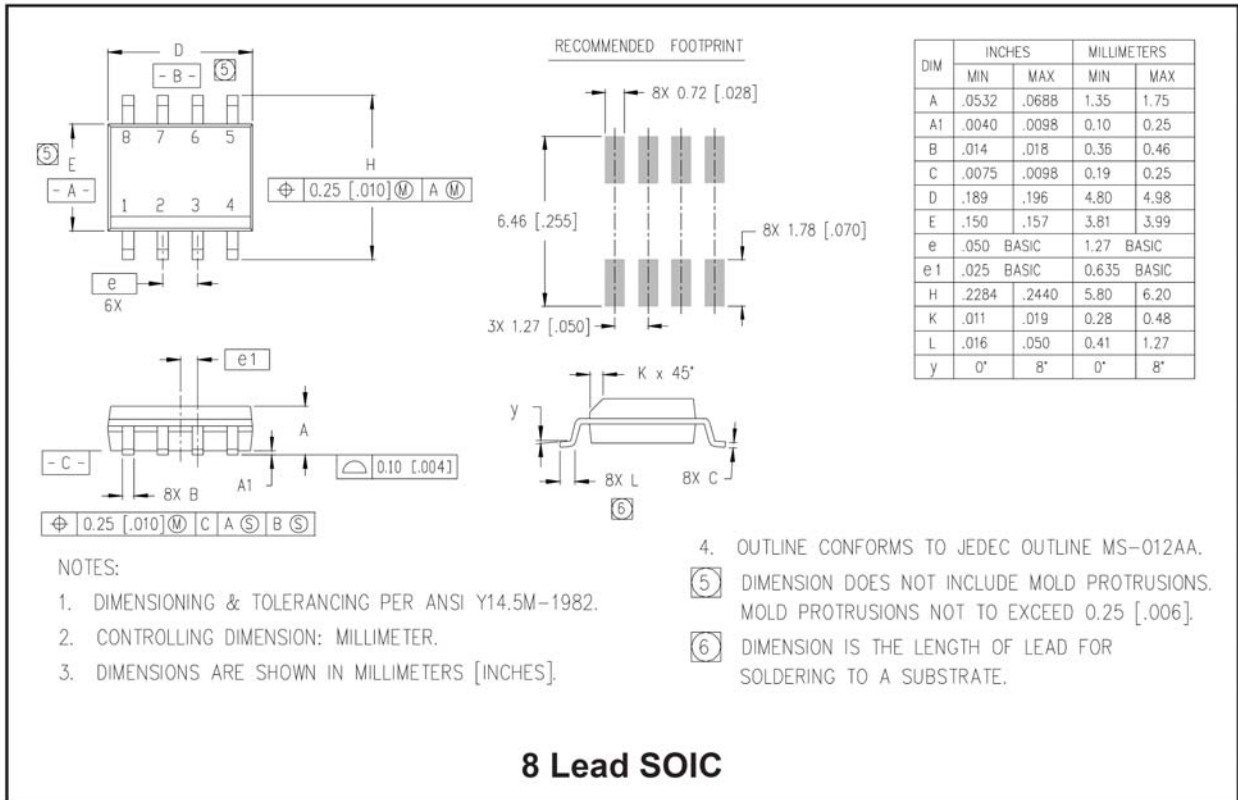 D
- B -
5
8 7 6 5
5
E
- A -
1 2 3 4
H
⌖ 0.25 [.010] Ⓜ A Ⓜ
e
6X
RECOMMENDED FOOTPRINT
8X 0.72 [.028]
6.46 [.255]
8X 1.78 [.070]
3X 1.27 [.050]
DIM INCHES MILLIMETERS
MIN MAX MIN MAX
A .0532 .0688 1.35 1.75
A1 .0040 .0098 0.10 0.25
B .014 .018 0.36 0.46
C .0075 .0098 0.19 0.25
D .189 .196 4.80 4.98
E .150 .157 3.81 3.99
e .050 BASIC 1.27 BASIC
e1 .025 BASIC 0.635 BASIC
H .2284 .2440 5.80 6.20
K .011 .019 0.28 0.48
L .016 .050 0.41 1.27
y 0° 8° 0° 8°
e1
A
- C -
8X B
A1
⌓ 0.10 [.004]
⌖ 0.25 [.010] Ⓜ C A Ⓢ B Ⓢ
K x 45°
y
8X L
6
8X C
NOTES:
1. DIMENSIONING & TOLERANCING PER ANSI Y14.5M-1982.
2. CONTROLLING DIMENSION: MILLIMETER.
3. DIMENSIONS ARE SHOWN IN MILLIMETERS [INCHES].
4. OUTLINE CONFORMS TO JEDEC OUTLINE MS-012AA.
5 DIMENSION DOES NOT INCLUDE MOLD PROTRUSIONS.
MOLD PROTRUSIONS NOT TO EXCEED 0.25 [.006].
6 DIMENSION IS THE LENGTH OF LEAD FOR
SOLDERING TO A SUBSTRATE.
8 Lead SOIC